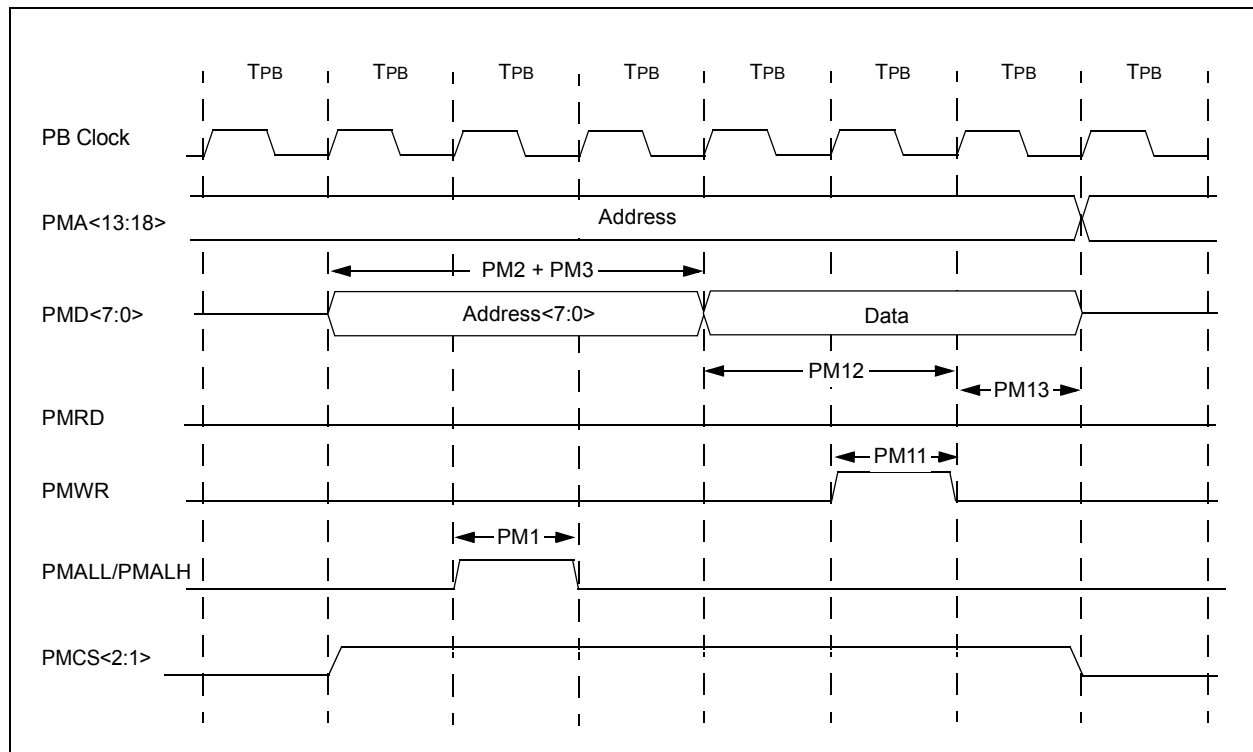 TPB TPB TPB TPB TPB TPB TPB TPB
PB Clock
PMA<13:18>
Address
PM2 + PM3
PMD<7:0>
Address<7:0>
Data
PM12
PM13
PMRD
PM11
PMWR
PM1
PMALL/PMALH
PMCS<2:1>